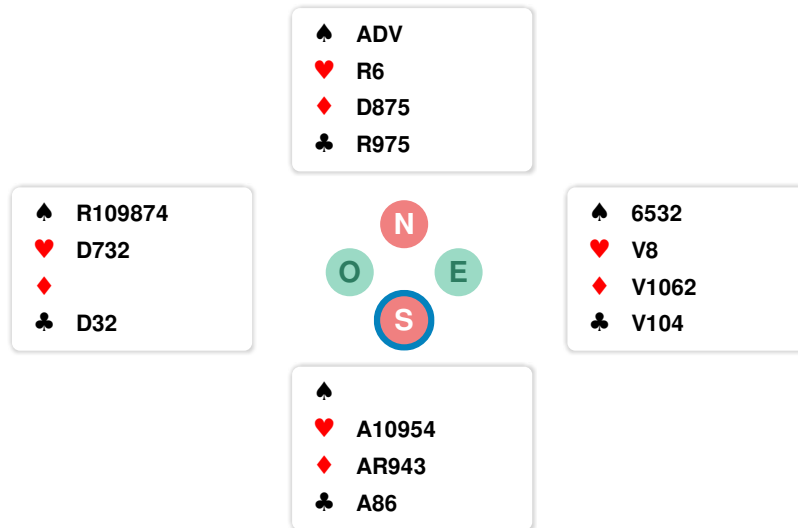 ♠ ADV
♥ R6
♦ D875
♣ R975
♠ R109874
♥ D732
♦
♣ D32
N
O E
S
♠ 6532
♥ V8
♦ V1062
♣ V104
♠
♥ A10954
♦ AR943
♣ A86